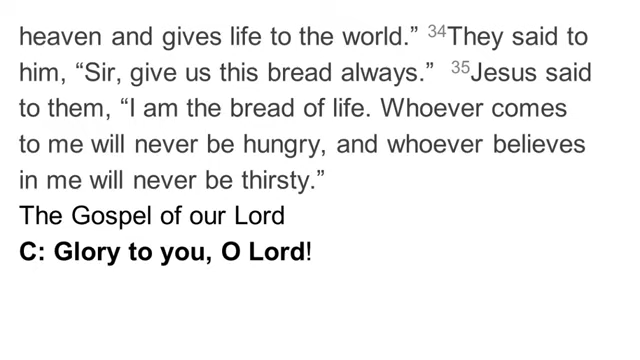 heaven and gives life to the world.” 34They said to
him, “Sir, give us this bread always.”  35Jesus said
to them, “I am the bread of life. Whoever comes
to me will never be hungry, and whoever believes
in me will never be thirsty.”
The Gospel of our Lord
C: Glory to you, O Lord!